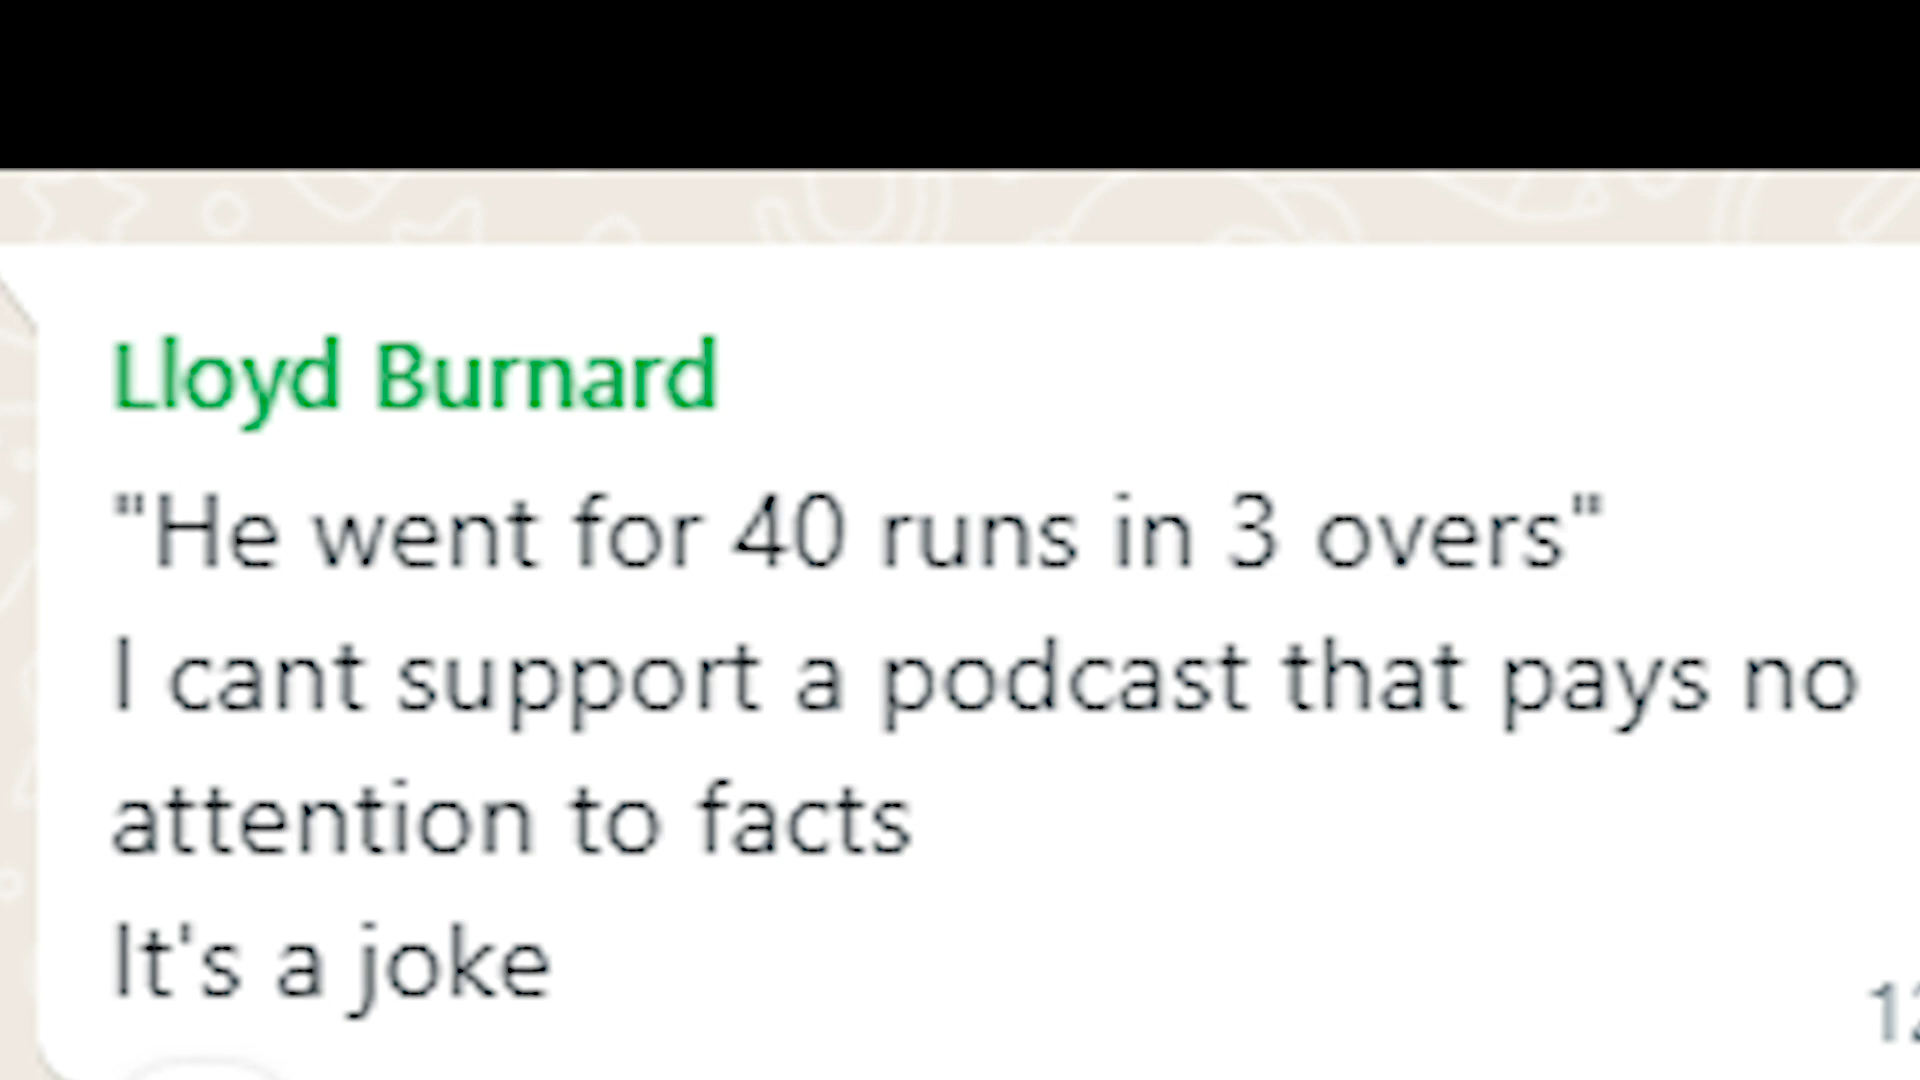 Lloyd Burnard
"He went for 40 runs in 3 overs"
I cant support a podcast that pays no
attention to facts
It's a joke